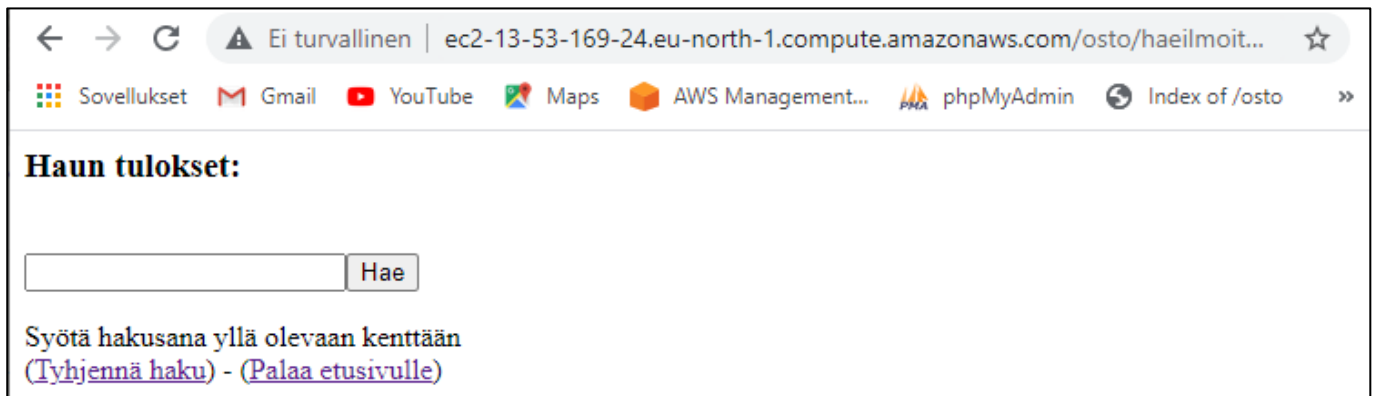 Ei turvallinen | ec2-13-53-169-24.eu-north-1.compute.amazonaws.com/osto/haeilmoit...
Sovellukset Gmail YouTube Maps AWS Management... PMA phpMyAdmin Index of /osto »
Haun tulokset:
Hae
Syötä hakusana yllä olevaan kenttään
(Tyhjennä haku) - (Palaa etusivulle)